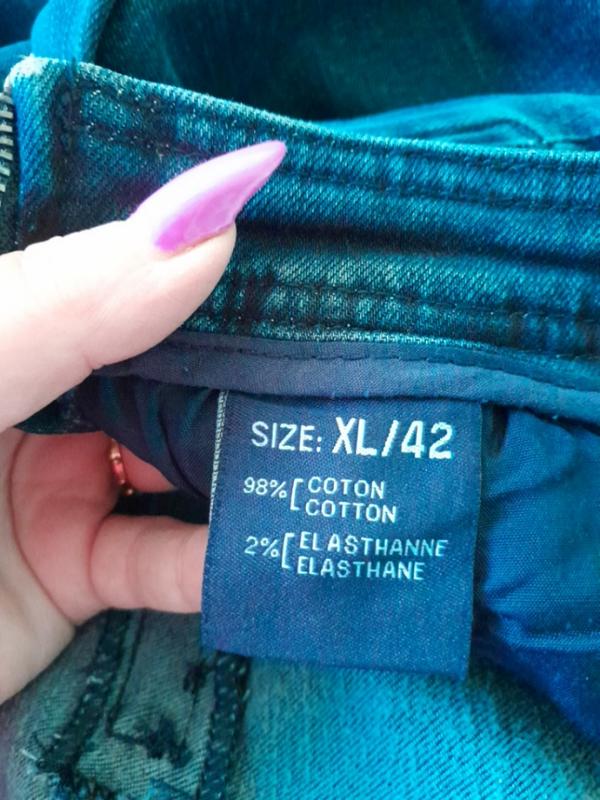 SIZE: XL/42
98% [ COTON
COTTON
2% [ ELASTHANNE
ELASTHANE